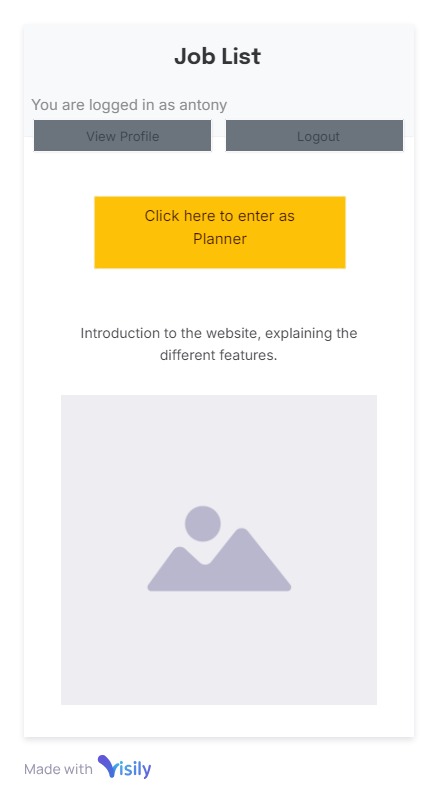 Job List
You are logged in as antony
View Profile
Logout
Click here to enter as
Planner
Introduction to the website, explaining the
different features.
Made with Visily